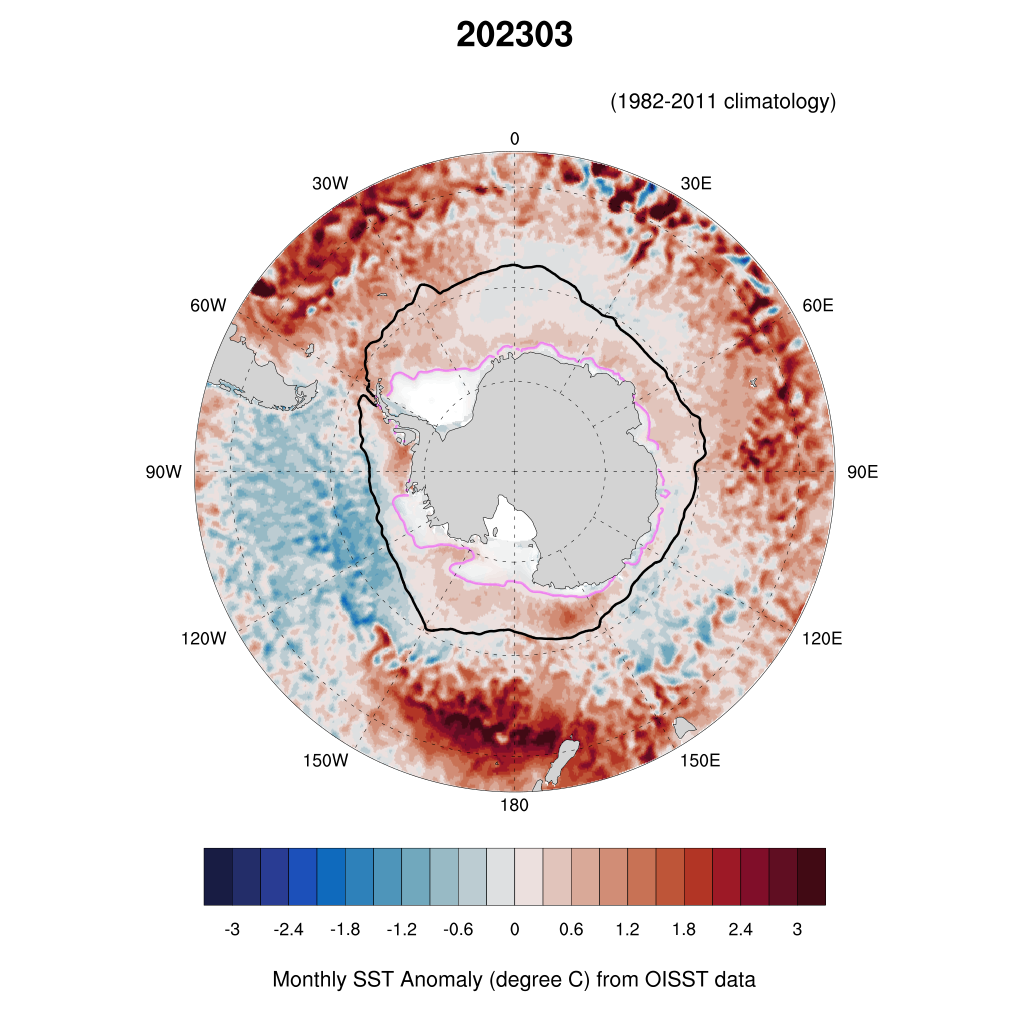 202303
(1982-2011 climatology)
0
30W
30E
60W
60E
90W
90E
120W
120E
150W
150E
180
-3 -2.4 -1.8 -1.2 -0.6 0 0.6 1.2 1.8 2.4 3
Monthly SST Anomaly (degree C) from OISST data